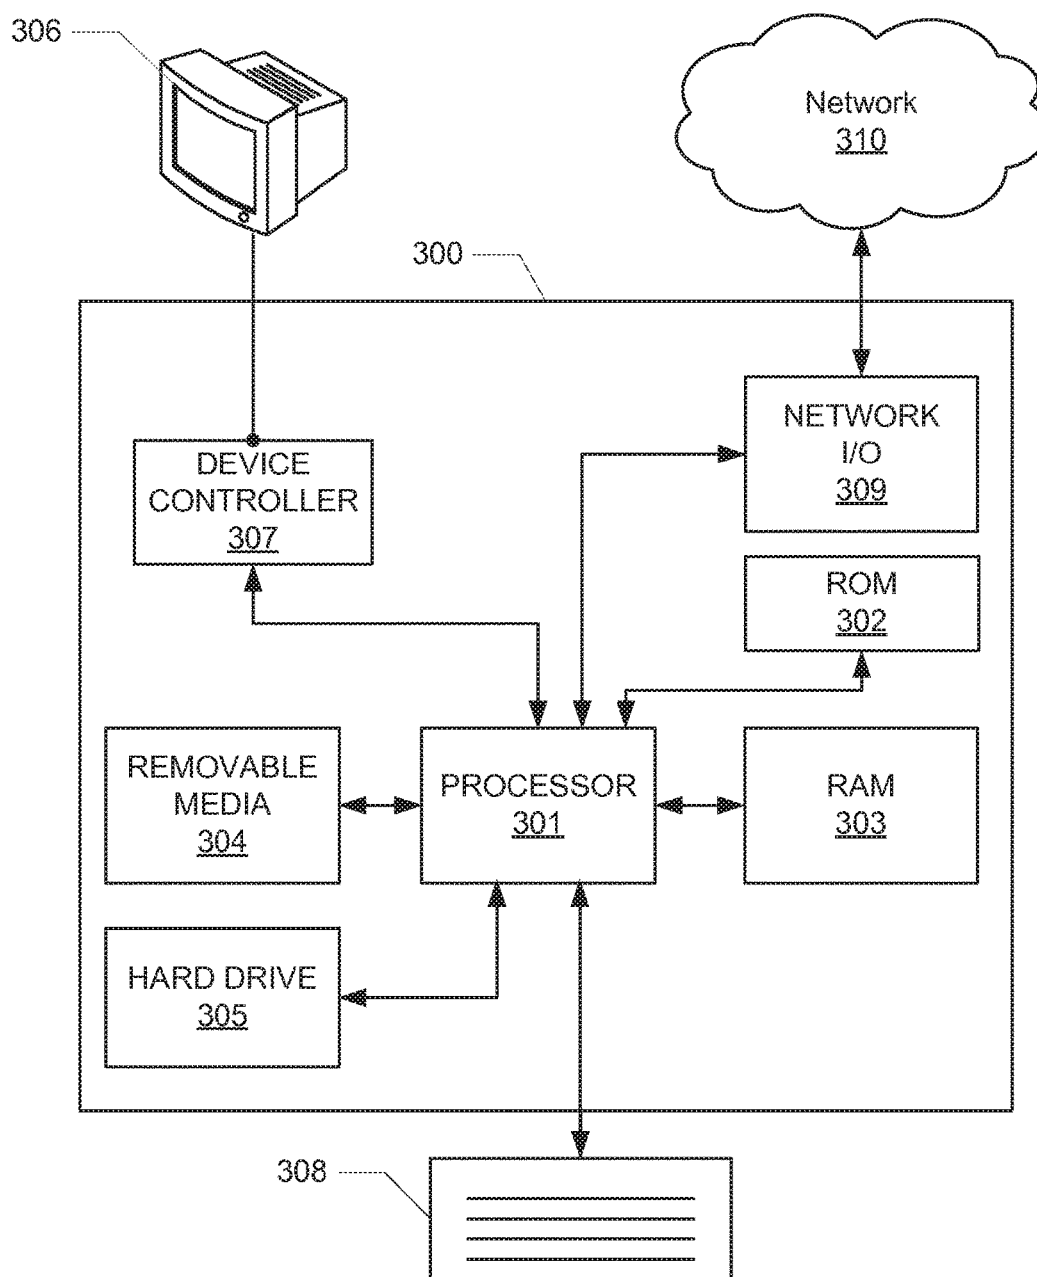 306
Network
310
300
NETWORK
I/O
309
DEVICE
CONTROLLER
307
ROM
302
REMOVABLE
MEDIA
304
PROCESSOR
301
RAM
303
HARD DRIVE
305
308